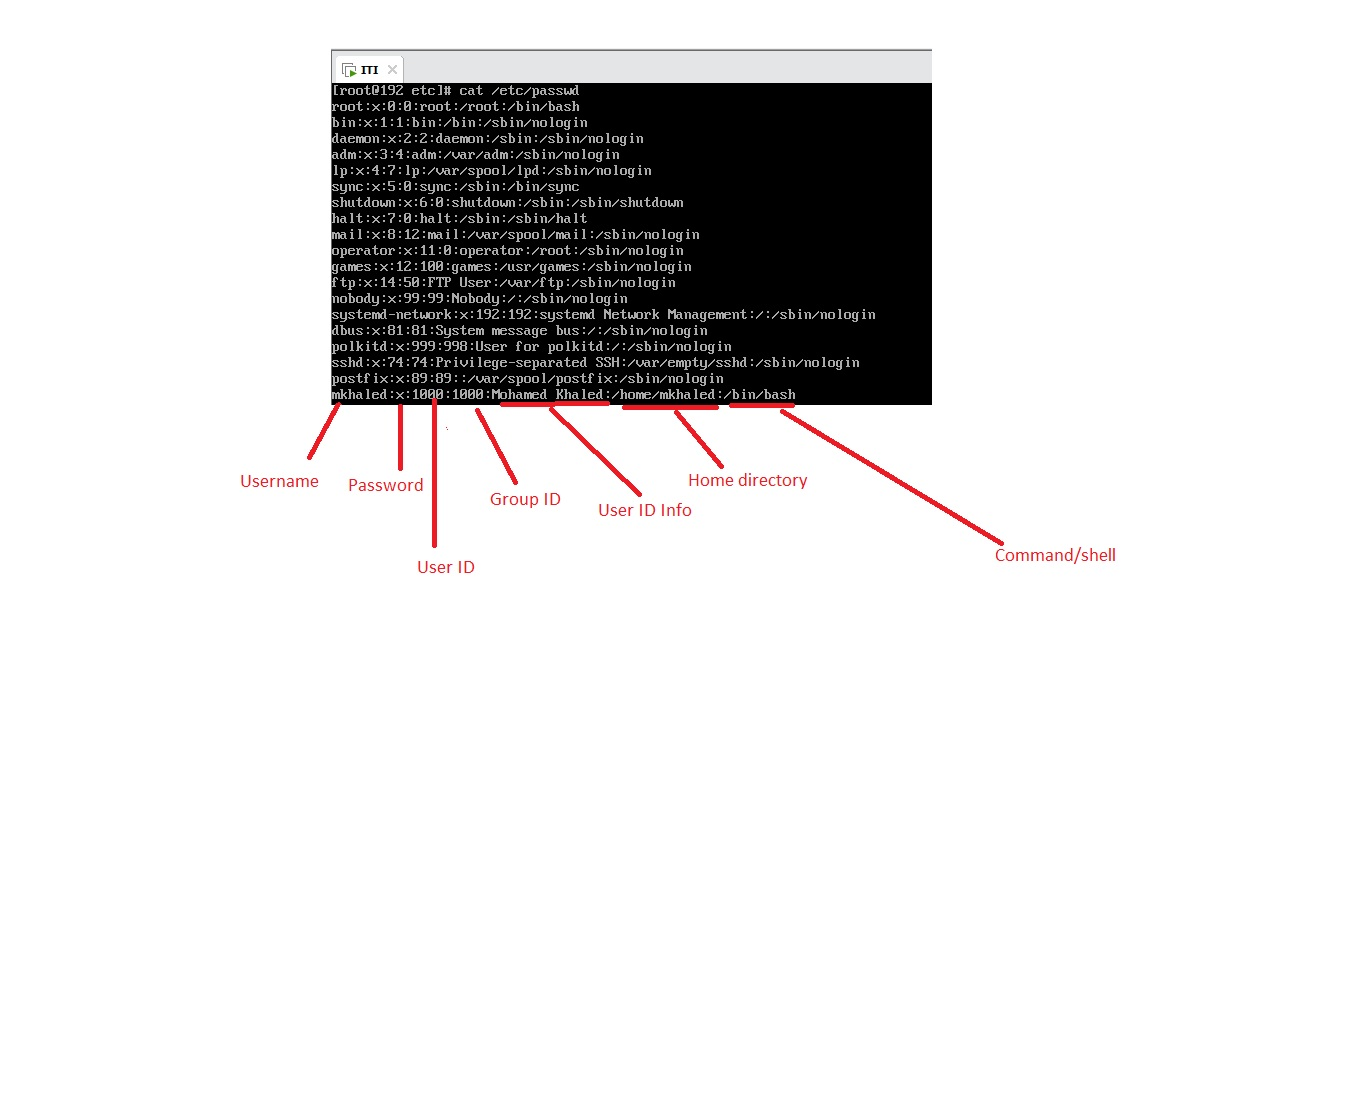 ITI
[root@192 etc]# cat /etc/passwd
root:x:0:0:root:/root:/bin/bash
bin:x:1:1:bin:/bin:/sbin/nologin
daemon:x:2:2:daemon:/sbin:/sbin/nologin
adm:x:3:4:adm:/var/adm:/sbin/nologin
lp:x:4:7:lp:/var/spool/lpd:/sbin/nologin
sync:x:5:0:sync:/sbin:/bin/sync
shutdown:x:6:0:shutdown:/sbin:/sbin/shutdown
halt:x:7:0:halt:/sbin:/sbin/halt
mail:x:8:12:mail:/var/spool/mail:/sbin/nologin
operator:x:11:0:operator:/root:/sbin/nologin
games:x:12:100:games:/usr/games:/sbin/nologin
ftp:x:14:50:FTP User:/var/ftp:/sbin/nologin
nobody:x:99:99:Nobody:/:/sbin/nologin
systemd-network:x:192:192:systemd Network Management:/:/sbin/nologin
dbus:x:81:81:System message bus:/:/sbin/nologin
polkitd:x:999:998:User for polkitd:/:/sbin/nologin
sshd:x:74:74:Privilege-separated SSH:/var/empty/sshd:/sbin/nologin
postfix:x:89:89::/var/spool/postfix:/sbin/nologin
mkhaled:x:1000:1000:Mohamed Khaled:/home/mkhaled:/bin/bash
Username
Password
User ID
Group ID
User ID Info
Home directory
Command/shell